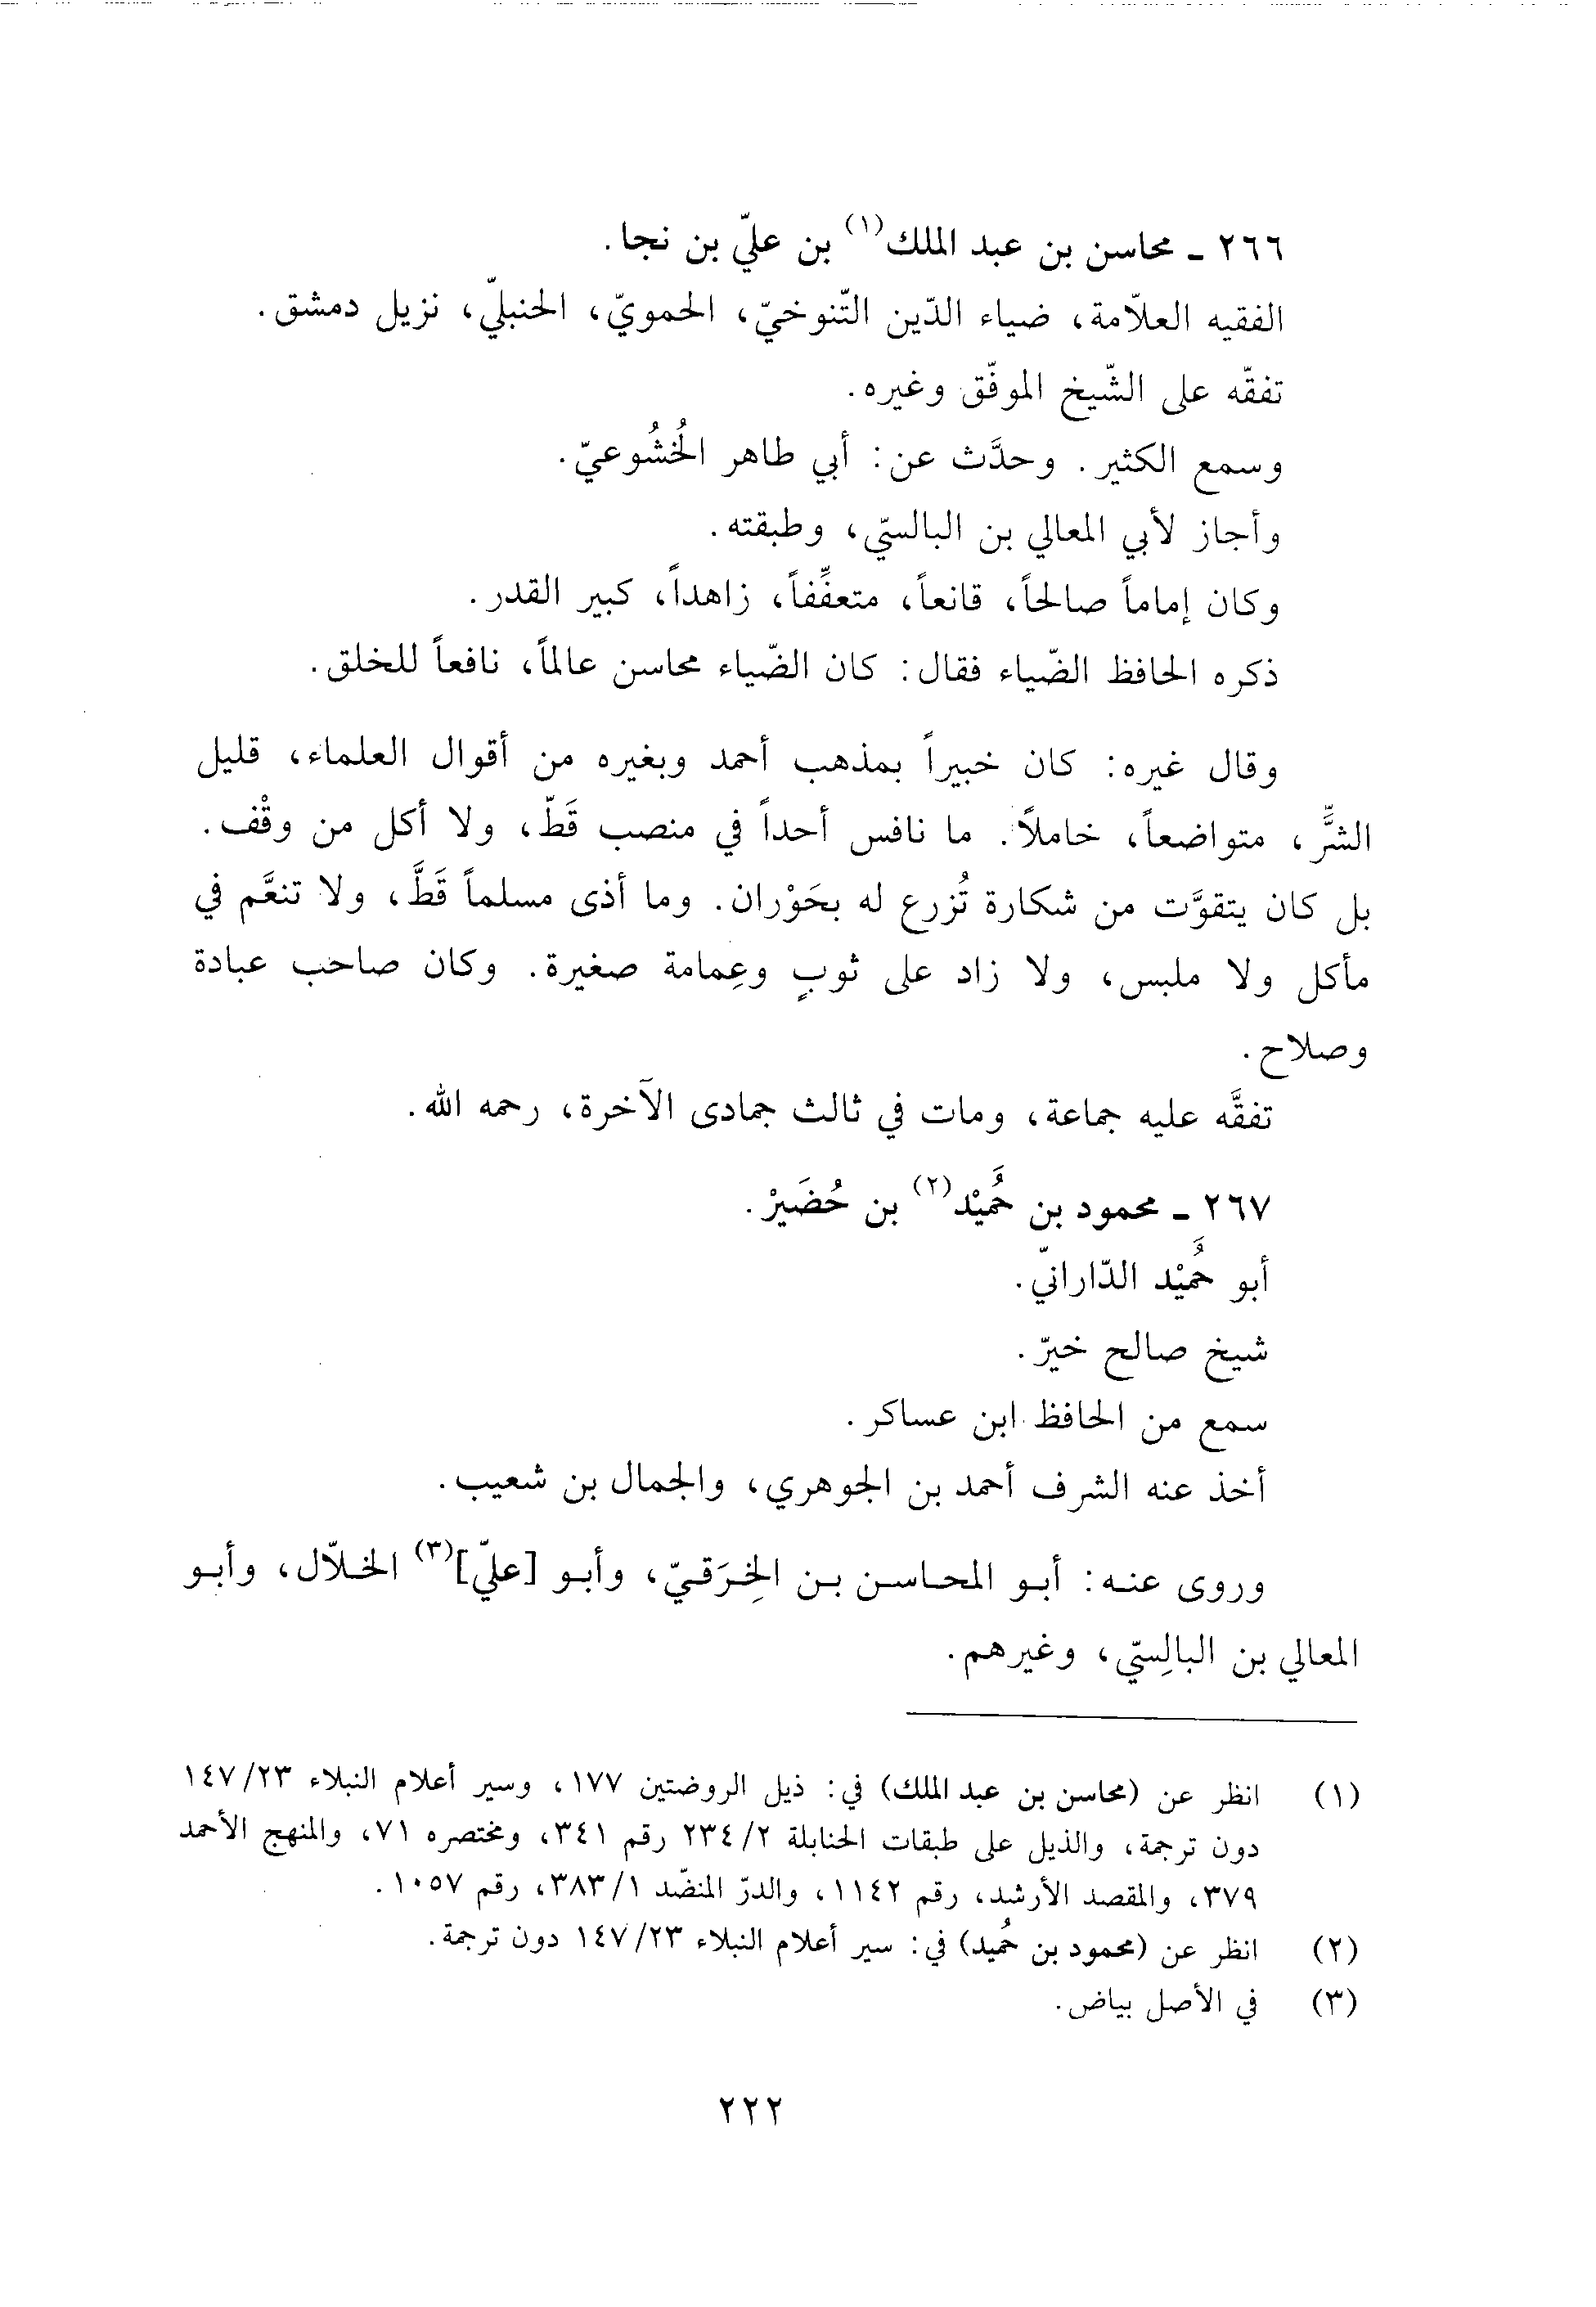 ٢٦٦ ـ محاسن بن عبد الملك(١) بن عليّ بن نجا.
الفقيه العلاّمة، ضياء الدّين التّنوخيّ، الحمويّ، الحنبليّ، نزيل دمشق.
تفقّه على الشّيخ الموفّق وغيره.
وسمع الكثير. وحدَّث عن: أبي طاهر الخُشُوعيّ.
وأجاز لأبي المعالي بن البالسيّ، وطبقته.
وكان إماماً صالحاً، قانعاً، متعفِّفاً، زاهداً، كبير القدر.
ذكره الحافظ الضّياء فقال: كان الضّياء محاسن عالماً، نافعاً للخلق.
وقال غيره: كان خبيراً بمذهب أحمد وبغيره من أقوال العلماء، قليل
الشرِّ، متواضعاً، خاملاً. ما نافس أحداً في منصب قَطّ، ولا أكل من وقْف.
بل كان يتقوَّت من شكارة تُزرع له بحَوْران. وما أذى مسلماً قَطَّ، ولا تنعَّم في
مأكل ولا ملبس، ولا زاد على ثوبٍ وعِمامة صغيرة. وكان صاحب عبادة
وصلاح.
تفقَّه عليه جماعة، ومات في ثالث جمادى الآخرة، رحمه الله.
٢٦٧ ـ محمود بن حُمَيْد(٢) بن حُضَيرْ.
أبو حُمَيْد الدّارانيّ.
شيخ صالح خيرّ.
سمع من الحافظ ابن عساكر.
أخذ عنه الشرف أحمد بن الجوهري، والجمال بن شعيب.
وروى عنه: أبو المحاسن بن الخِرَقيّ، وأبو [عليّ](٣) الخلاّل، وأبو
المعالي بن البالِسيّ، وغيرهم.
(١) انظر عن (محاسن بن عبد الملك) في: ذيل الروضتين ١٧٧، وسير أعلام النبلاء ١٤٧/٢٣
دون ترجمة، والذيل على طبقات الحنابلة ٢٣٤/٢ رقم ٣٤١، ومختصره ٧١، والمنهج الأحمد
٣٧٩، والمقصد الأرشد، رقم ١١٤٢، والدرّ المنضّد ٣٨٣/١، رقم ١٠٥٧.
(٢) انظر عن (محمود بن حُميد) في: سير أعلام النبلاء ١٤٧/٢٣ دون ترجمة.
(٣) في الأصل بياض.
٢٢٢